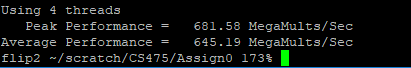 Using 4 threads
Peak Performance =   681.58 MegaMults/Sec
Average Performance =   645.19 MegaMults/Sec
flip2 ~/scratch/CS475/Assign0 173%